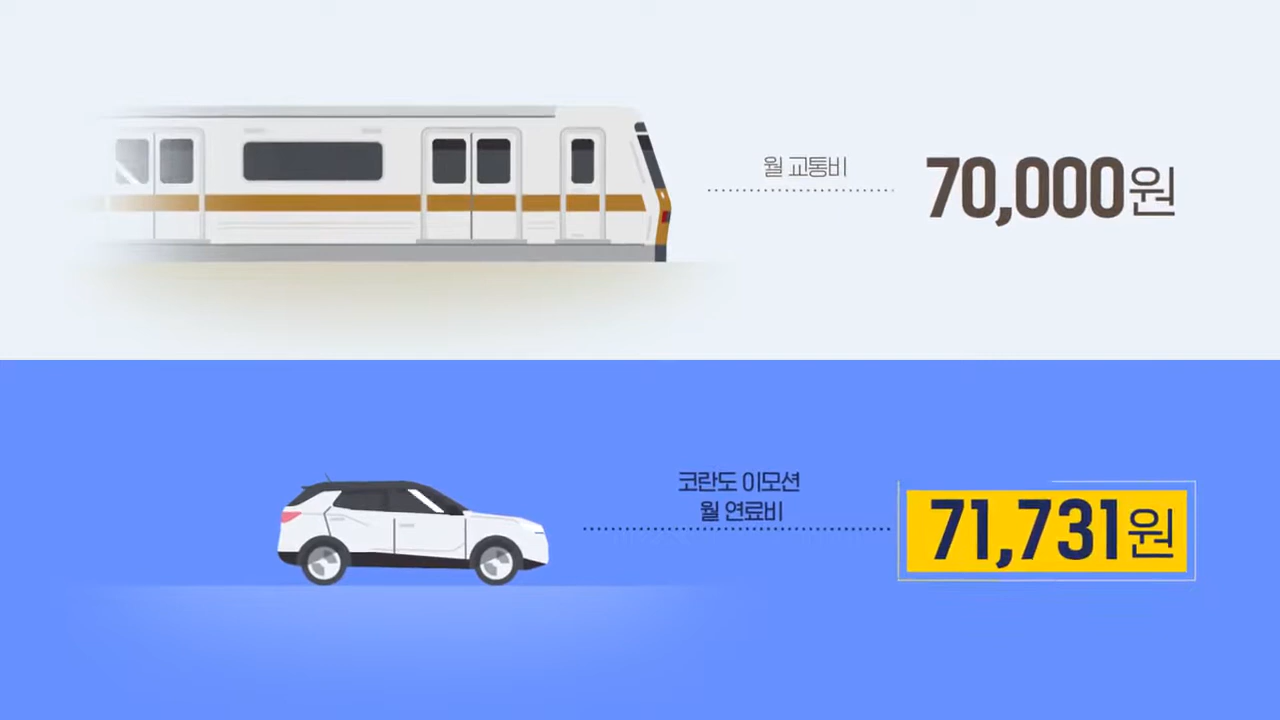 월 교통비
70,000원
코란도 이모션
월 연료비
71,731원